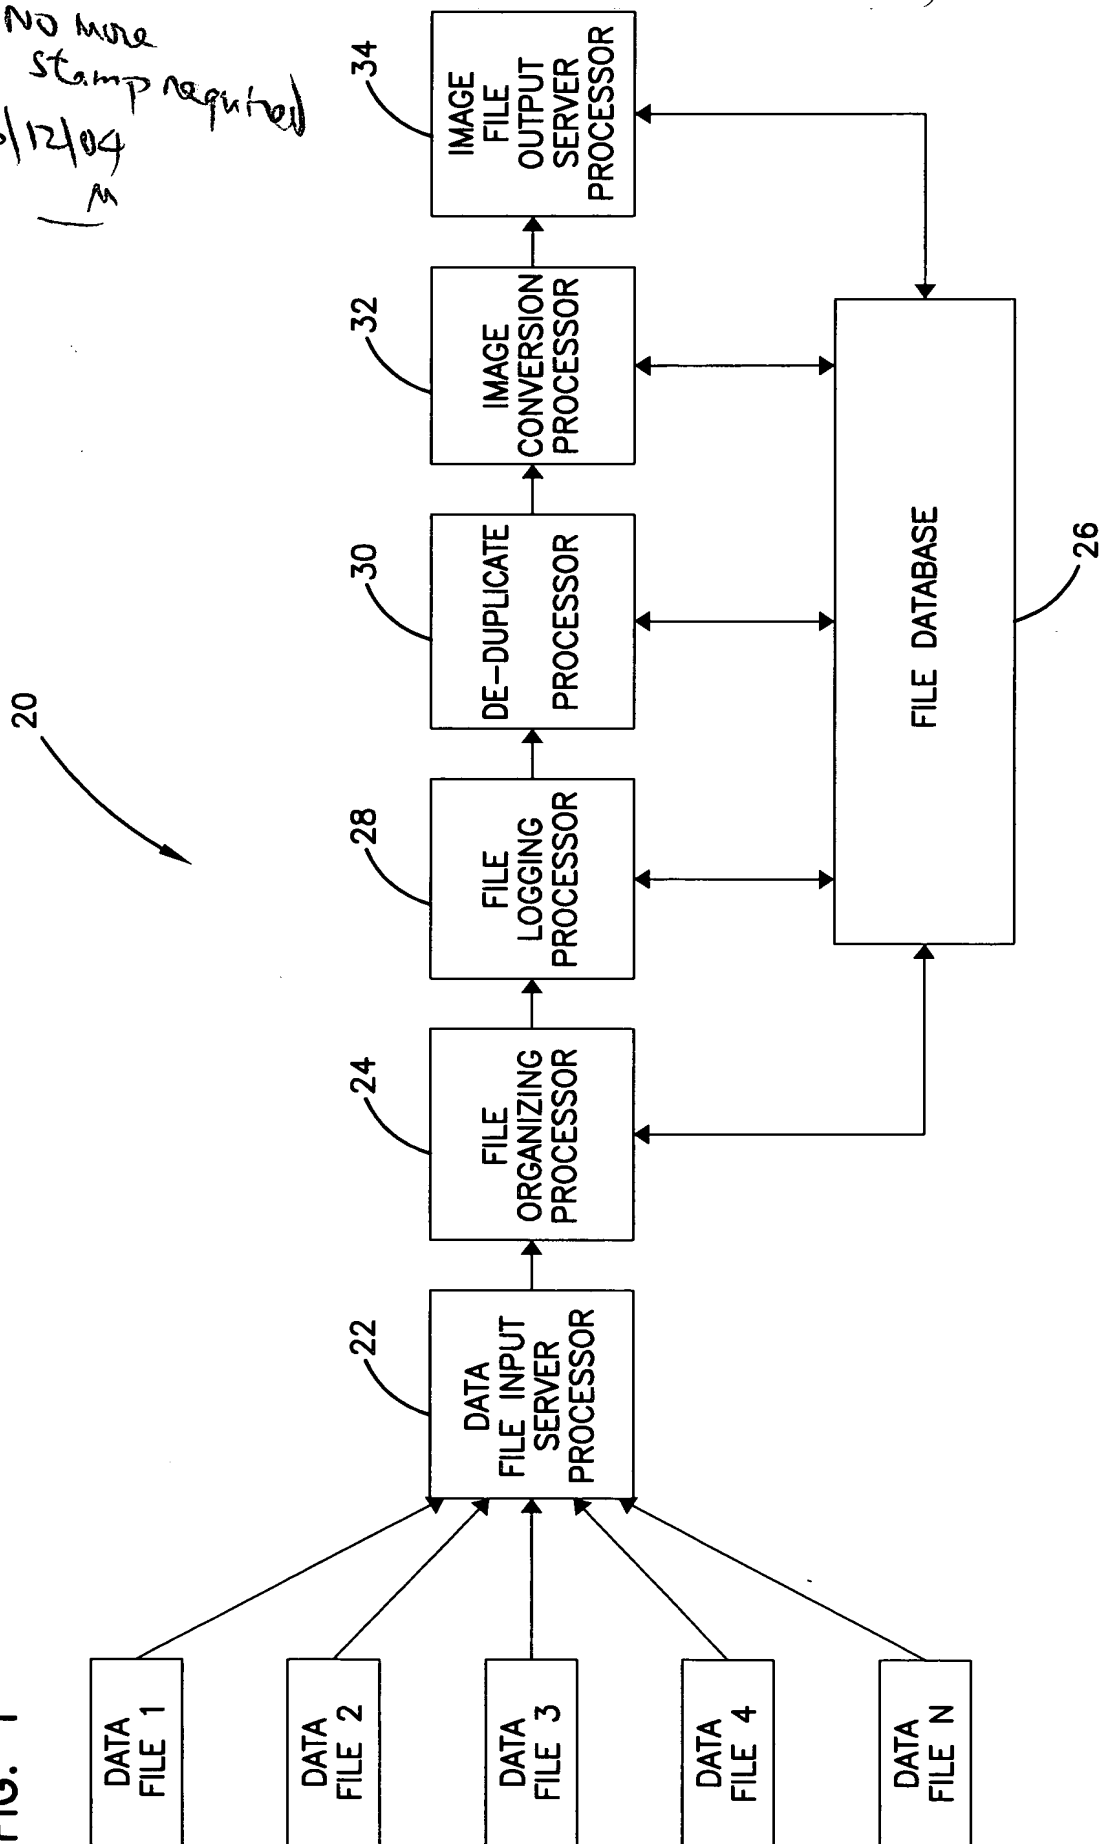 No more
stamp required
/12/04
M
FIG. 1
20
DATA
FILE 1
DATA
FILE 2
DATA
FILE 3
DATA
FILE 4
DATA
FILE N
22
DATA
FILE INPUT
SERVER
PROCESSOR
24
FILE
ORGANIZING
PROCESSOR
28
FILE
LOGGING
PROCESSOR
30
DE-DUPLICATE
PROCESSOR
32
IMAGE
CONVERSION
PROCESSOR
34
IMAGE
FILE
OUTPUT
SERVER
PROCESSOR
FILE DATABASE
26